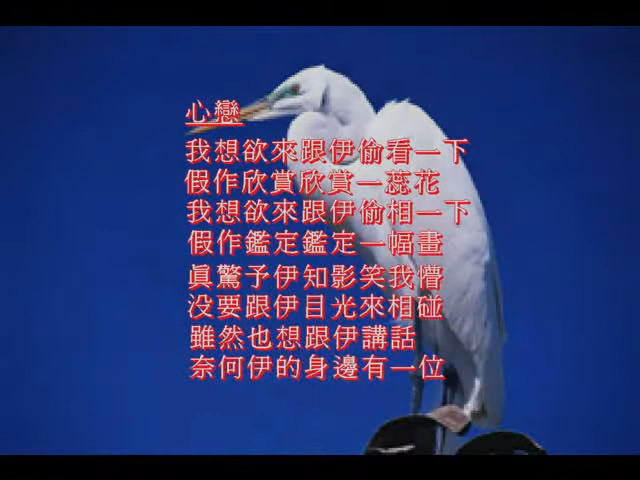 心戀
我想欲來跟伊偷看一下
假作欣賞欣賞一蕊花
我想欲來跟伊偷相一下
假作鑑定鑑定一幅畫
眞驚予伊知影笑我懵
没要跟伊目光來相碰
雖然也想跟伊講話
奈何伊的身邊有一位